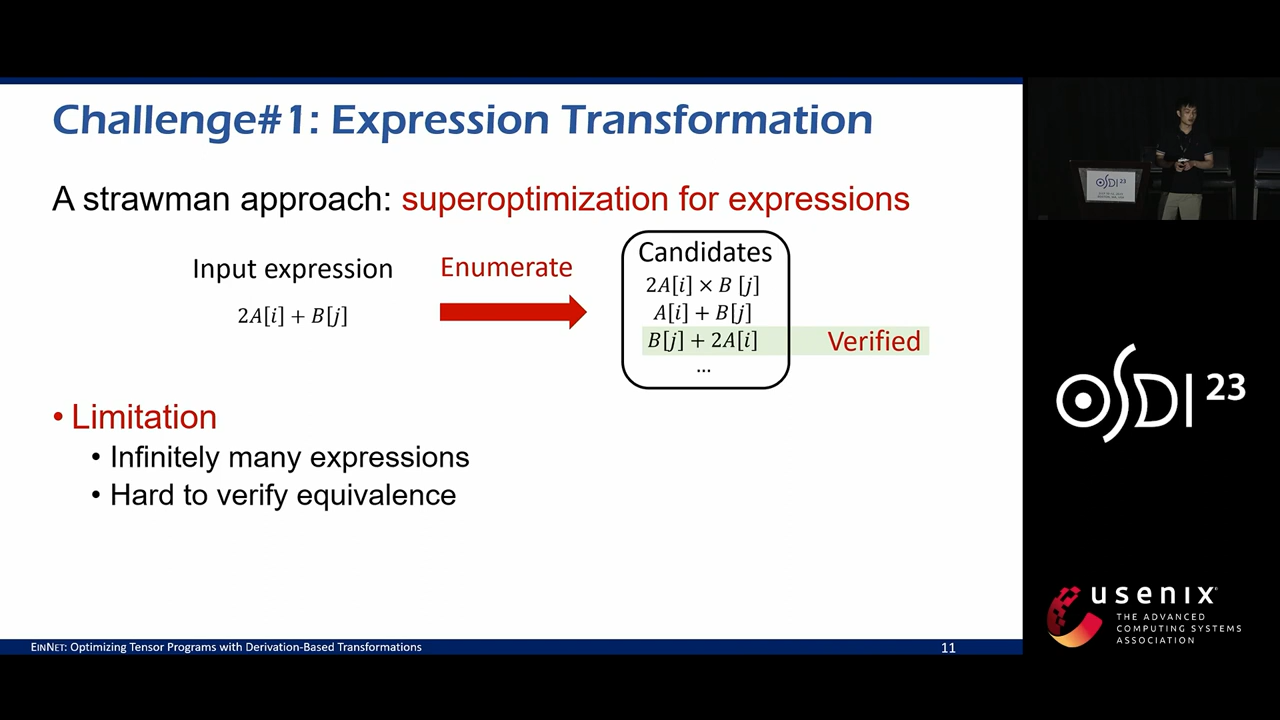 Challenge#1: Expression Transformation
A strawman approach: superoptimization for expressions
Input expression
2A[i] + B[j]
Enumerate
Candidates
2A[i] × B [j]
A[i] + B[j]
B[j] + 2A[i]
...
Verified
• Limitation
• Infinitely many expressions
• Hard to verify equivalence
EINNET: Optimizing Tensor Programs with Derivation-Based Transformations
11
OSDI 23
OSDI 23
usenix
THE ADVANCED
COMPUTING SYSTEMS
ASSOCIATION